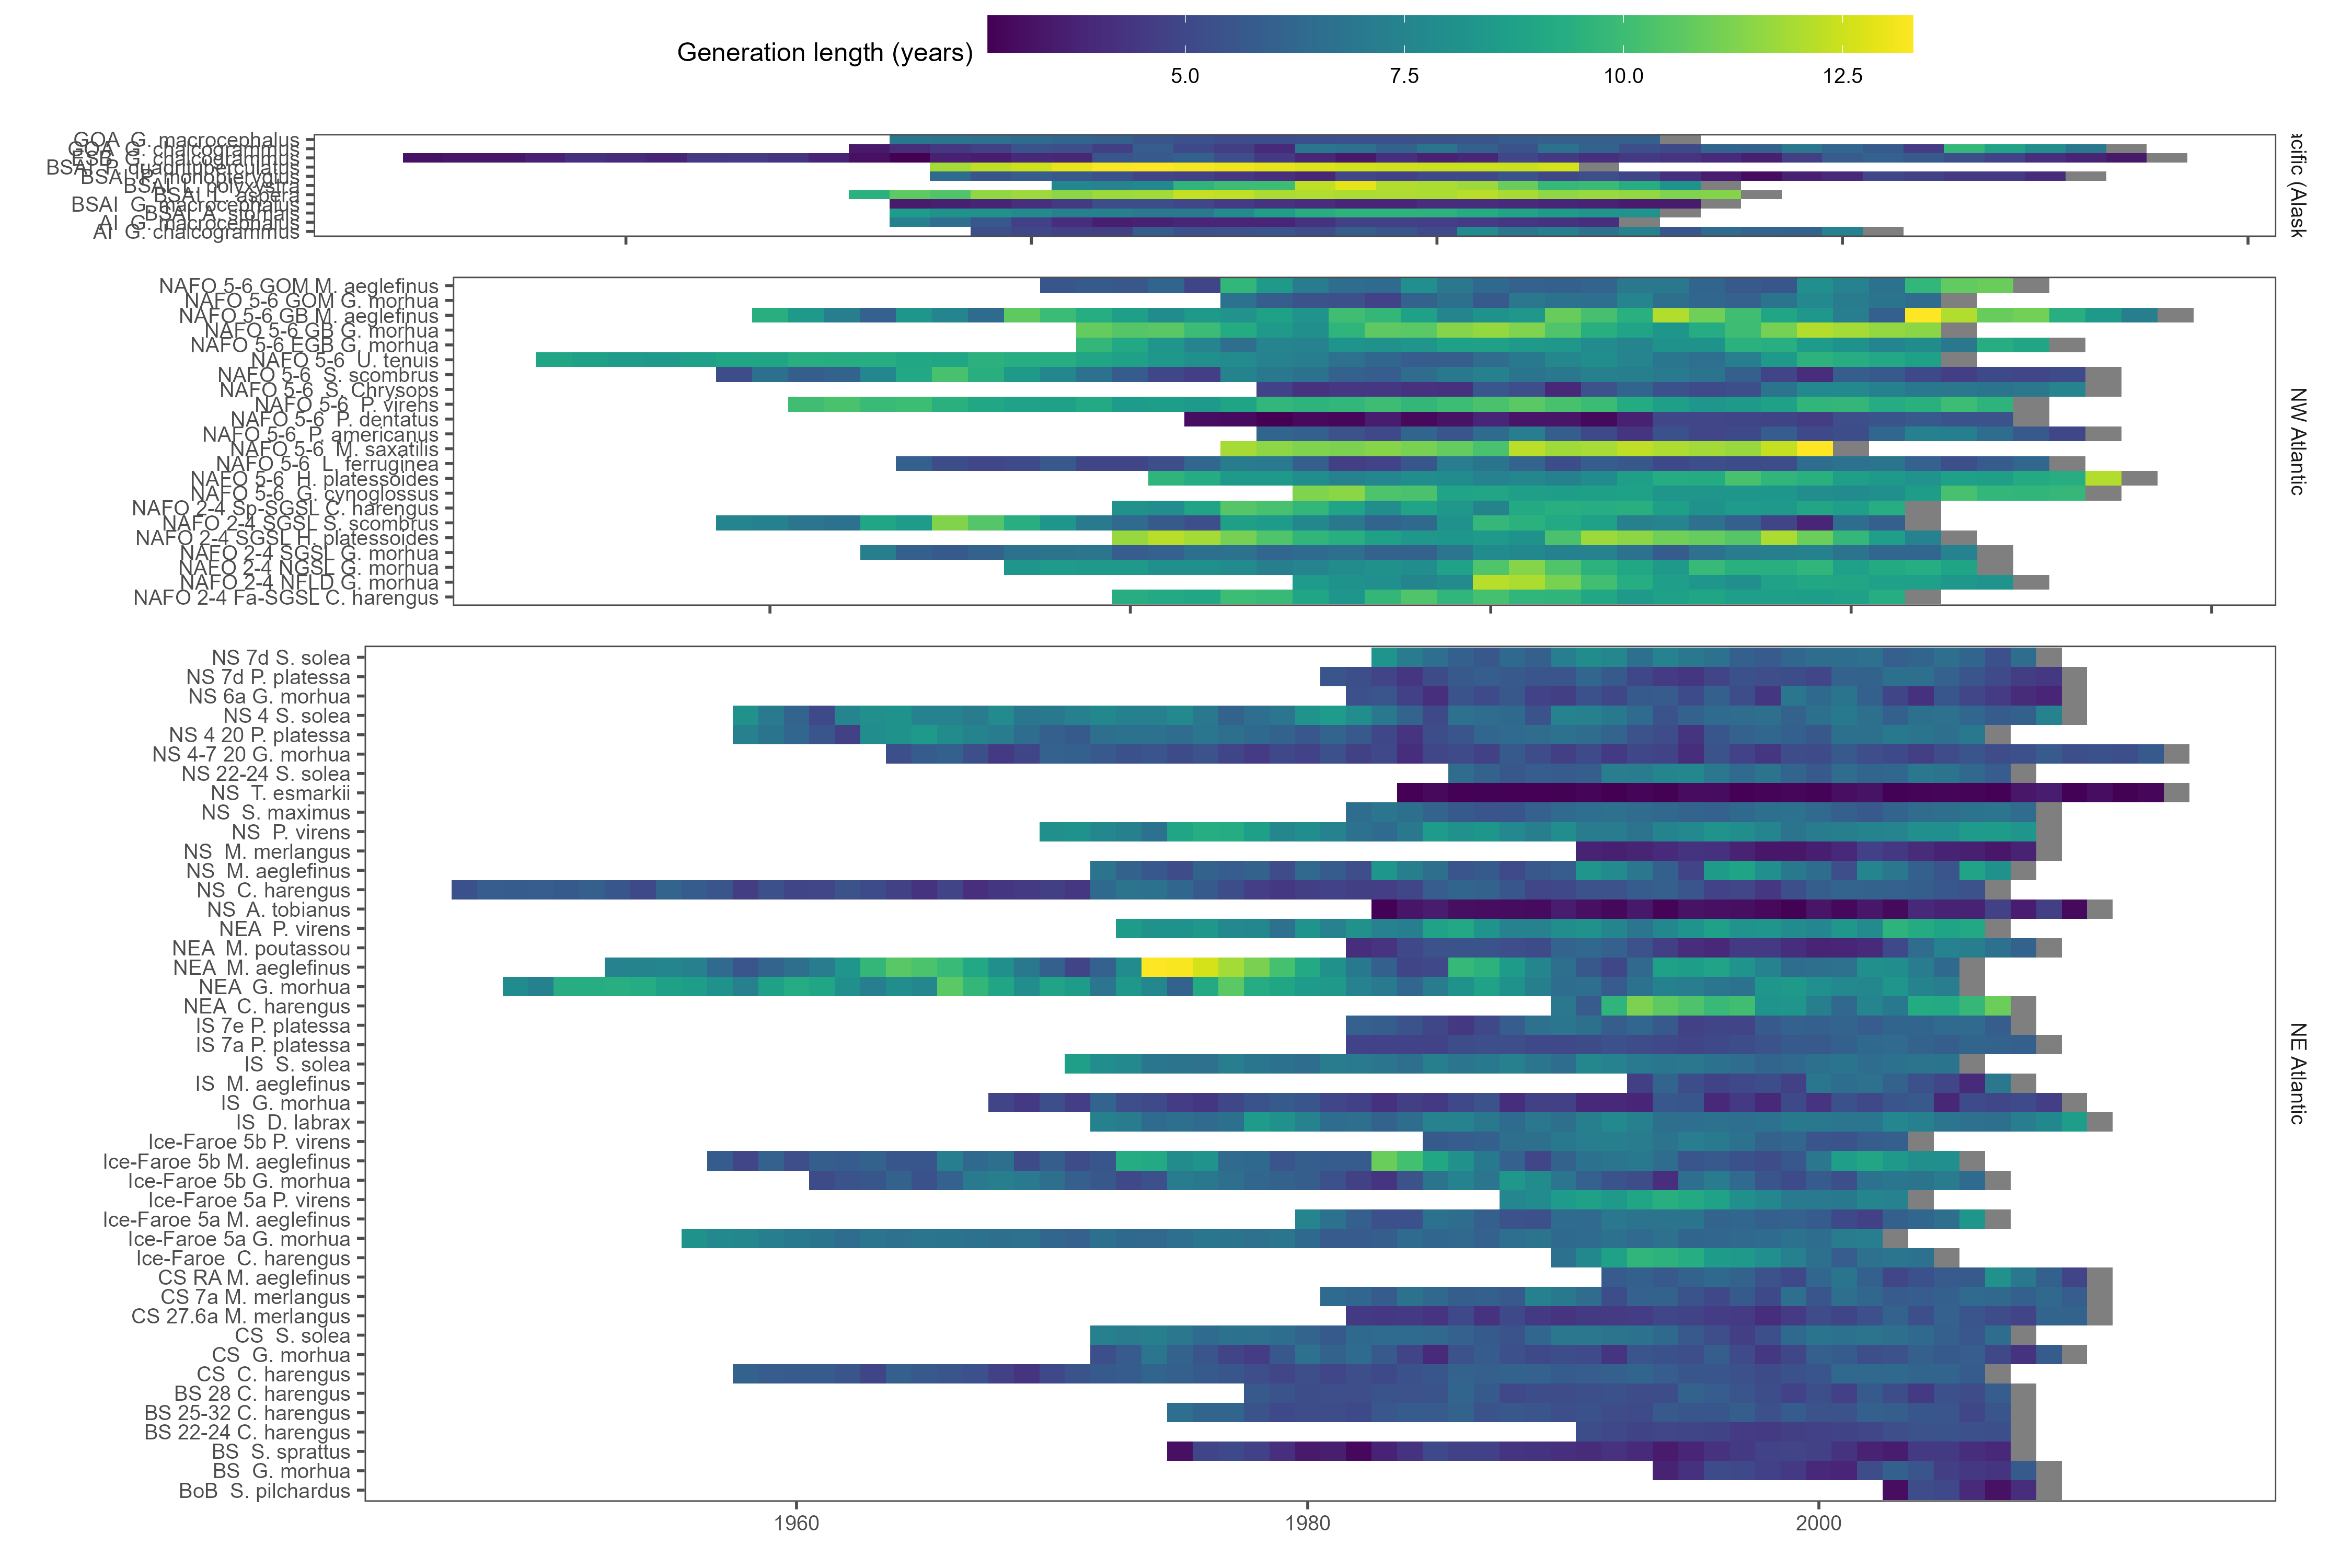 Generation length (years)
5.0 7.5 10.0 12.5
GOA G. macrocephalus
GOA G. chalcogrammus
ESB G. chalcogrammus
BSAI P. quadrituberculatus
BSAI P. monopterygius
BSAI L. polyxystra
BSAI L. aspera
BSAI G. macrocephalus
BSAI A. stomias
AI G. macrocephalus
AI G. chalcogrammus
acific (Alask
NAFO 5-6 GOM M. aeglefinus
NAFO 5-6 GOM G. morhua
NAFO 5-6 GB M. aeglefinus
NAFO 5-6 GB G. morhua
NAFO 5-6 EGB G. morhua
NAFO 5-6 U. tenuis
NAFO 5-6 S. scombrus
NAFO 5-6 S. Chrysops
NAFO 5-6 P. virens
NAFO 5-6 P. dentatus
NAFO 5-6 P. americanus
NAFO 5-6 M. saxatilis
NAFO 5-6 L. ferruginea
NAFO 5-6 H. platessoides
NAFO 5-6 G. cynoglossus
NAFO 2-4 Sp-SGSL C. harengus
NAFO 2-4 SGSL S. scombrus
NAFO 2-4 SGSL H. platessoides
NAFO 2-4 SGSL G. morhua
NAFO 2-4 NGSL G. morhua
NAFO 2-4 NFLD G. morhua
NAFO 2-4 Fa-SGSL C. harengus
NW Atlantic
NS 7d S. solea
NS 7d P. platessa
NS 6a G. morhua
NS 4 S. solea
NS 4 20 P. platessa
NS 4-7 20 G. morhua
NS 22-24 S. solea
NS T. esmarkii
NS S. maximus
NS P. virens
NS M. merlangus
NS M. aeglefinus
NS C. harengus
NS A. tobianus
NEA P. virens
NEA M. poutassou
NEA M. aeglefinus
NEA G. morhua
NEA C. harengus
IS 7e P. platessa
IS 7a P. platessa
IS S. solea
IS M. aeglefinus
IS G. morhua
IS D. labrax
Ice-Faroe 5b P. virens
Ice-Faroe 5b M. aeglefinus
Ice-Faroe 5b G. morhua
Ice-Faroe 5a P. virens
Ice-Faroe 5a M. aeglefinus
Ice-Faroe 5a G. morhua
Ice-Faroe C. harengus
CS RA M. aeglefinus
CS 7a M. merlangus
CS 27.6a M. merlangus
CS S. solea
CS G. morhua
CS C. harengus
BS 28 C. harengus
BS 25-32 C. harengus
BS 22-24 C. harengus
BS S. sprattus
BS G. morhua
BoB S. pilchardus
NE Atlantic
1960 1980 2000